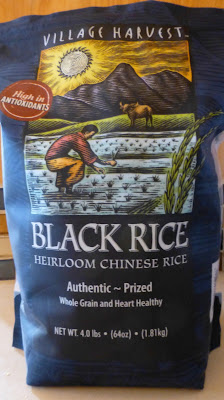 VILLAGE HARVEST
High in
ANTIOXIDANTS
BLACK RICE
HEIRLOOM CHINESE RICE
Authentic ~ Prized
Whole Grain and Heart Healthy
NET WT. 4.0 lbs • (64oz) • (1.81kg)